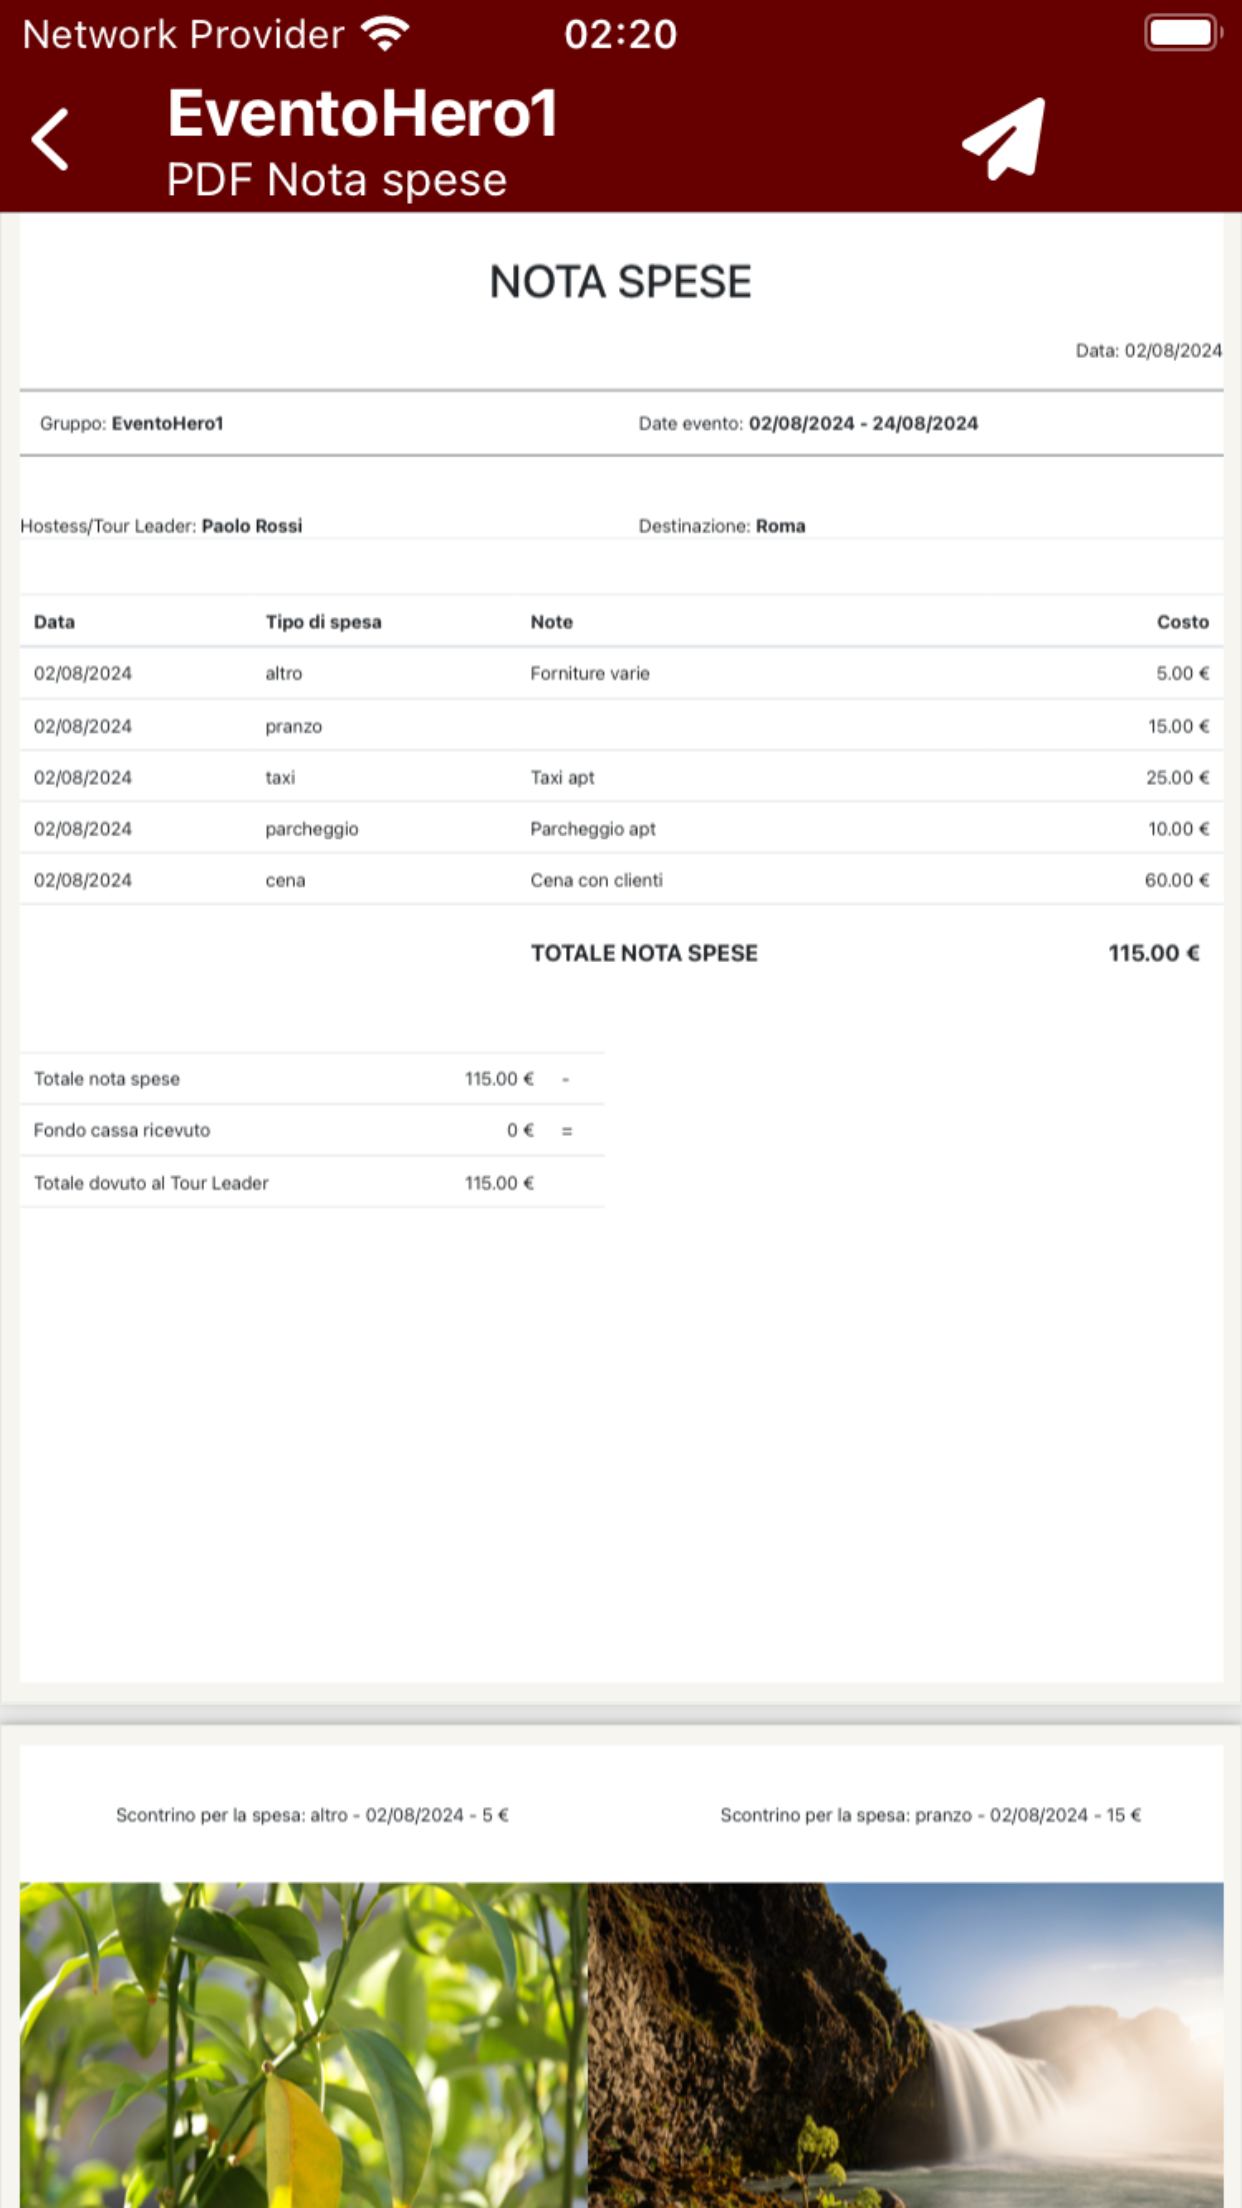 Network Provider 02:20
EventoHero1
PDF Nota spese
NOTA SPESE
Data: 02/08/2024
Gruppo: EventoHero1 Date evento: 02/08/2024 - 24/08/2024
Hostess/Tour Leader: Paolo Rossi Destinazione: Roma
Data Tipo di spesa Note Costo
02/08/2024 altro Forniture varie 5.00 €
02/08/2024 pranzo 15.00 €
02/08/2024 taxi Taxi apt 25.00 €
02/08/2024 parcheggio Parcheggio apt 10.00 €
02/08/2024 cena Cena con clienti 60.00 €
TOTALE NOTA SPESE 115.00 €
Totale nota spese 115.00 € -
Fondo cassa ricevuto 0 € =
Totale dovuto al Tour Leader 115.00 €
Scontrino per la spesa: altro - 02/08/2024 - 5 € Scontrino per la spesa: pranzo - 02/08/2024 - 15 €